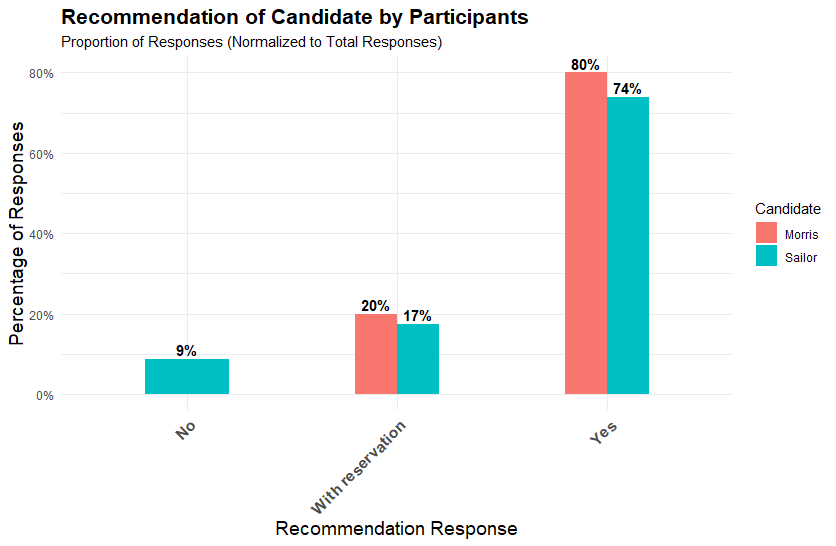 Recommendation of Candidate by Participants
Proportion of Responses (Normalized to Total Responses)
Percentage of Responses
80%
60%
40%
20%
0%
9%
20%
17%
80%
74%
No
With reservation
Yes
Recommendation Response
Candidate
Morris
Sailor